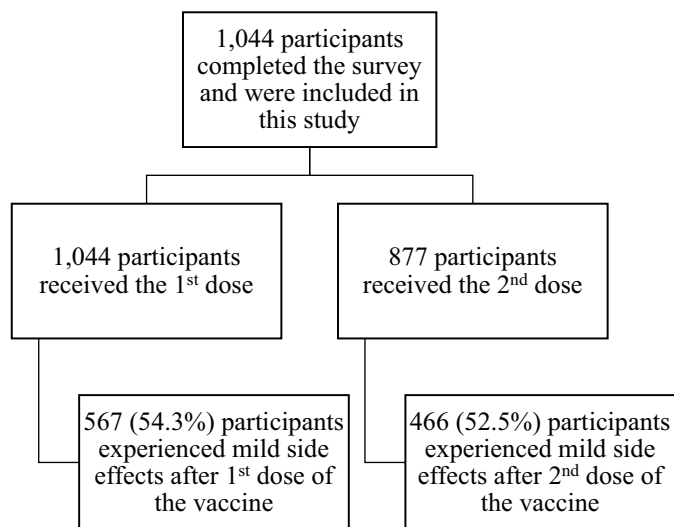 1,044 participants
completed the survey
and were included in
this study
1,044 participants
received the 1st dose
877 participants
received the 2nd dose
567 (54.3%) participants
experienced mild side
effects after 1st dose of
the vaccine
466 (52.5%) participants
experienced mild side
effects after 2nd dose of
the vaccine